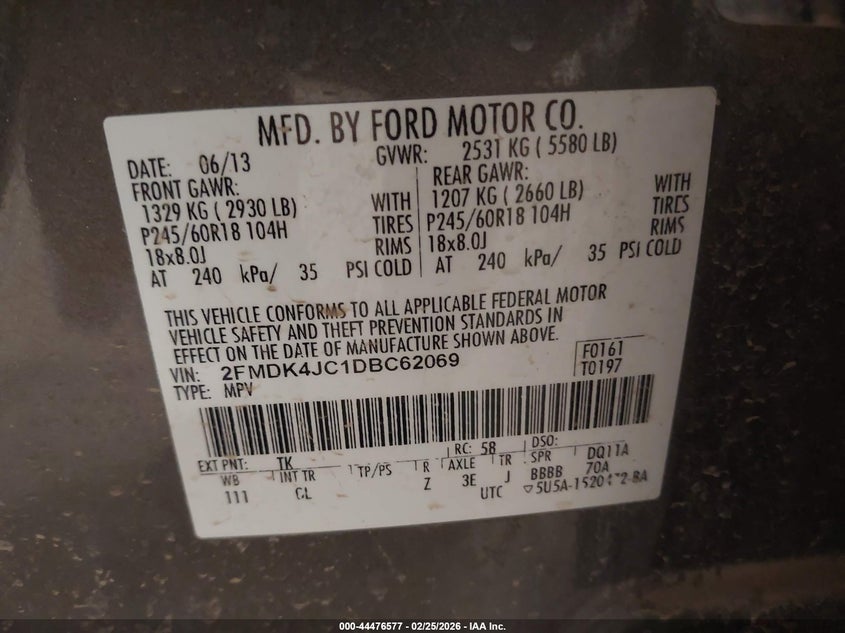 MFD. BY FORD MOTOR CO.
DATE: 06/13
GVWR: 2531 KG ( 5580 LB)
FRONT GAWR:
1329 KG ( 2930 LB) WITH
P245/60R18 104H TIRES
18x8.0J RIMS
AT 240 kPa/ 35 PSI COLD
REAR GAWR:
1207 KG ( 2660 LB) WITH
P245/60R18 104H TIRES
18x8.0J RIMS
AT 240 kPa/ 35 PSI COLD
THIS VEHICLE CONFORMS TO ALL APPLICABLE FEDERAL MOTOR
VEHICLE SAFETY AND THEFT PREVENTION STANDARDS IN
EFFECT ON THE DATE OF MANUFACTURE SHOWN ABOVE.
VIN: 2FMDK4JC1DBC62069
TYPE: MPV
F0161
T0197
EXT PNT: TK RC: 58 DSO:
WB INT TR TP/PS R AXLE TR SPR DQ11A
111 CL Z 3E J BBBB 70A
UTC
000-44476577 - 02/25/2026 - IAA Inc.